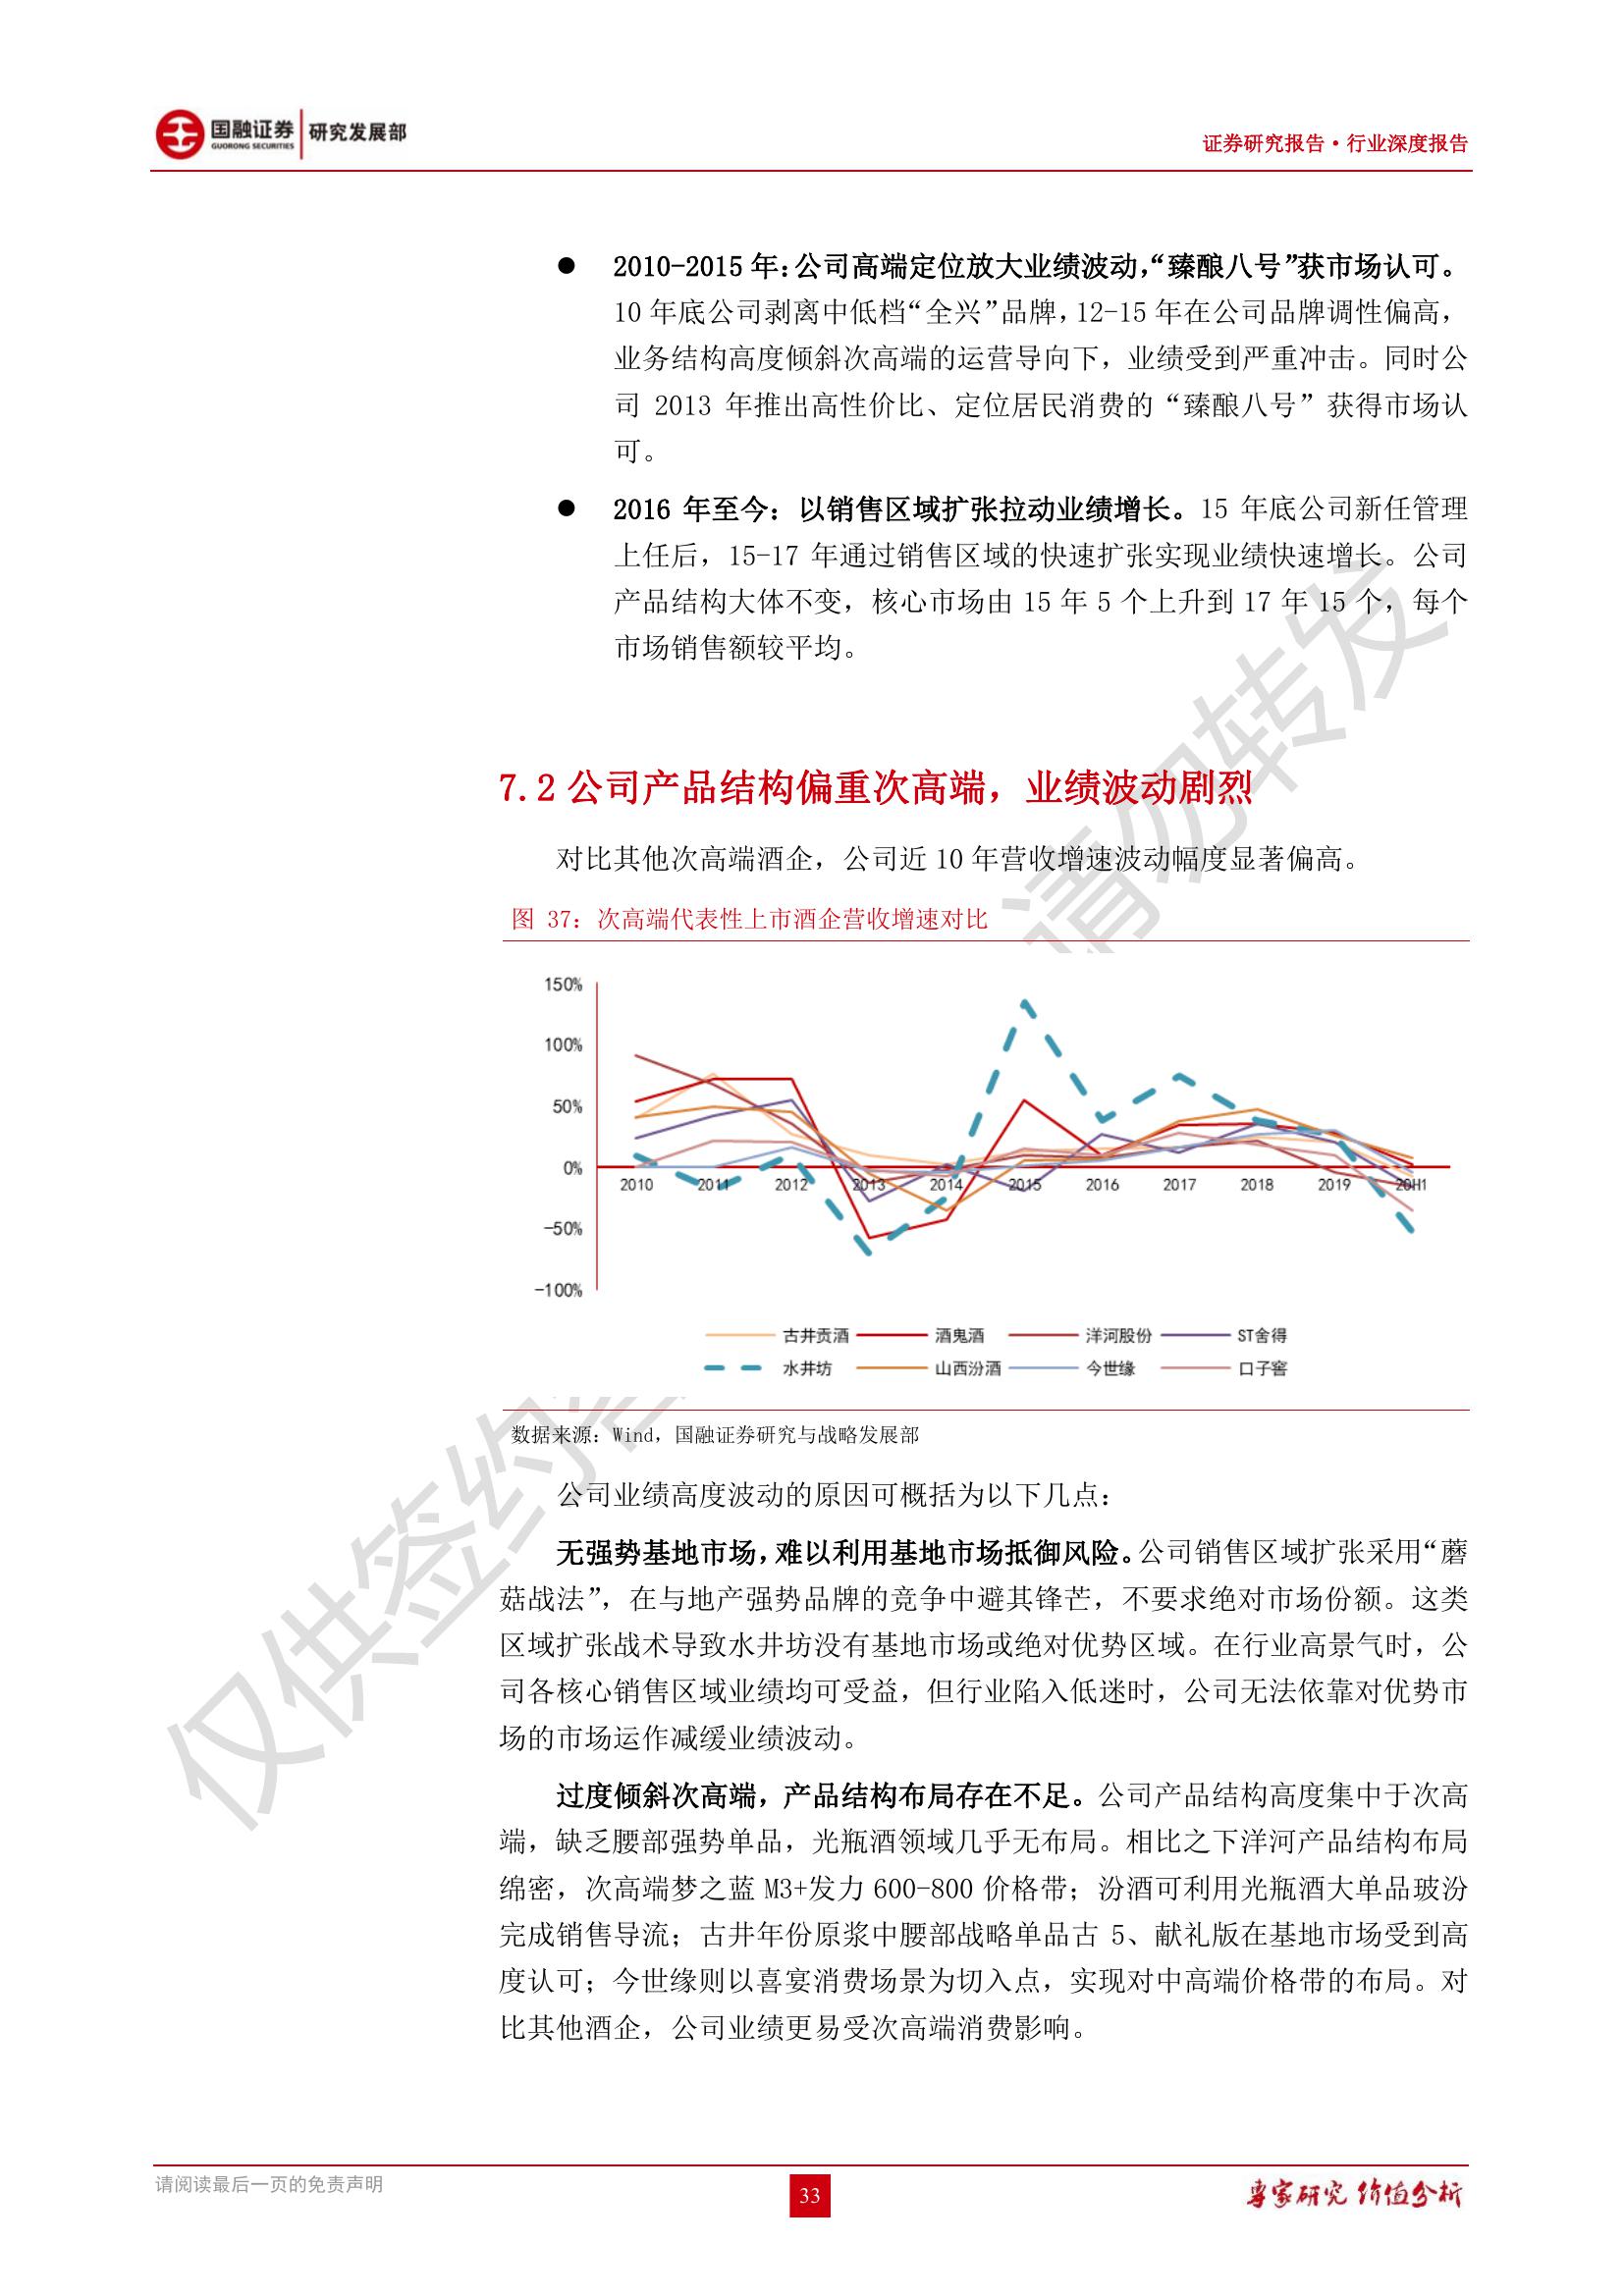 国融证券 研究发展部
GUORONG SECURITIES
证券研究报告·行业深度报告
● 2010-2015 年：公司高端定位放大业绩波动，“臻酿八号”获市场认可。
10 年底公司剥离中低档“全兴”品牌，12-15 年在公司品牌调性偏高，
业务结构高度倾斜次高端的运营导向下，业绩受到严重冲击。同时公
司 2013 年推出高性价比、定位居民消费的“臻酿八号”获得市场认
可。
● 2016 年至今：以销售区域扩张拉动业绩增长。15 年底公司新任管理
上任后，15-17 年通过销售区域的快速扩张实现业绩快速增长。公司
产品结构大体不变，核心市场由 15 年 5 个上升到 17 年 15 个，每个
市场销售额较平均。
7.2 公司产品结构偏重次高端，业绩波动剧烈
对比其他次高端酒企，公司近 10 年营收增速波动幅度显著偏高。
图 37：次高端代表性上市酒企营收增速对比
150%
100%
50%
0%
-50%
-100%
2010 2011 2012 2013 2014 2015 2016 2017 2018 2019 20H1
古井贡酒 酒鬼酒 洋河股份 ST舍得
水井坊 山西汾酒 今世缘 口子窖
数据来源：Wind，国融证券研究与战略发展部
公司业绩高度波动的原因可概括为以下几点：
无强势基地市场，难以利用基地市场抵御风险。公司销售区域扩张采用“蘑
菇战法”，在与地产强势品牌的竞争中避其锋芒，不要求绝对市场份额。这类
区域扩张战术导致水井坊没有基地市场或绝对优势区域。在行业高景气时，公
司各核心销售区域业绩均可受益，但行业陷入低迷时，公司无法依靠对优势市
场的市场运作减缓业绩波动。
过度倾斜次高端，产品结构布局存在不足。公司产品结构高度集中于次高
端，缺乏腰部强势单品，光瓶酒领域几乎无布局。相比之下洋河产品结构布局
绵密，次高端梦之蓝 M3+发力 600-800 价格带；汾酒可利用光瓶酒大单品玻汾
完成销售导流；古井年份原浆中腰部战略单品古 5、献礼版在基地市场受到高
度认可；今世缘则以喜宴消费场景为切入点，实现对中高端价格带的布局。对
比其他酒企，公司业绩更易受次高端消费影响。
请阅读最后一页的免责声明
33
专家研究 价值分析
仅供签约
请勿转发